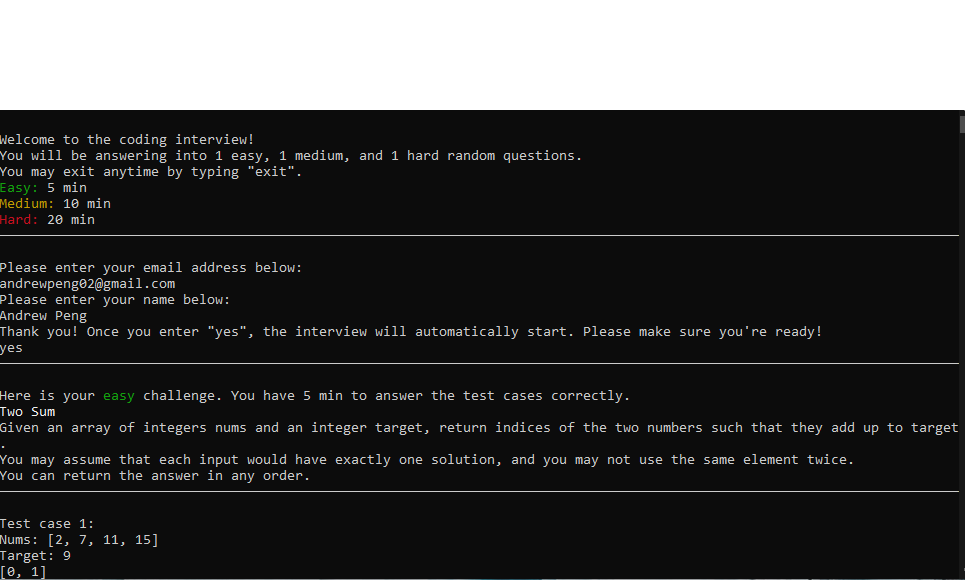 Welcome to the coding interview!
You will be answering into 1 easy, 1 medium, and 1 hard random questions.
You may exit anytime by typing "exit".
Easy: 5 min
Medium: 10 min
Hard: 20 min
Please enter your email address below:
andrewpeng02@gmail.com
Please enter your name below:
Andrew Peng
Thank you! Once you enter "yes", the interview will automatically start. Please make sure you're ready!
yes
Here is your easy challenge. You have 5 min to answer the test cases correctly.
Two Sum
Given an array of integers nums and an integer target, return indices of the two numbers such that they add up to target
.
You may assume that each input would have exactly one solution, and you may not use the same element twice.
You can return the answer in any order.
Test case 1:
Nums: [2, 7, 11, 15]
Target: 9
[0, 1]